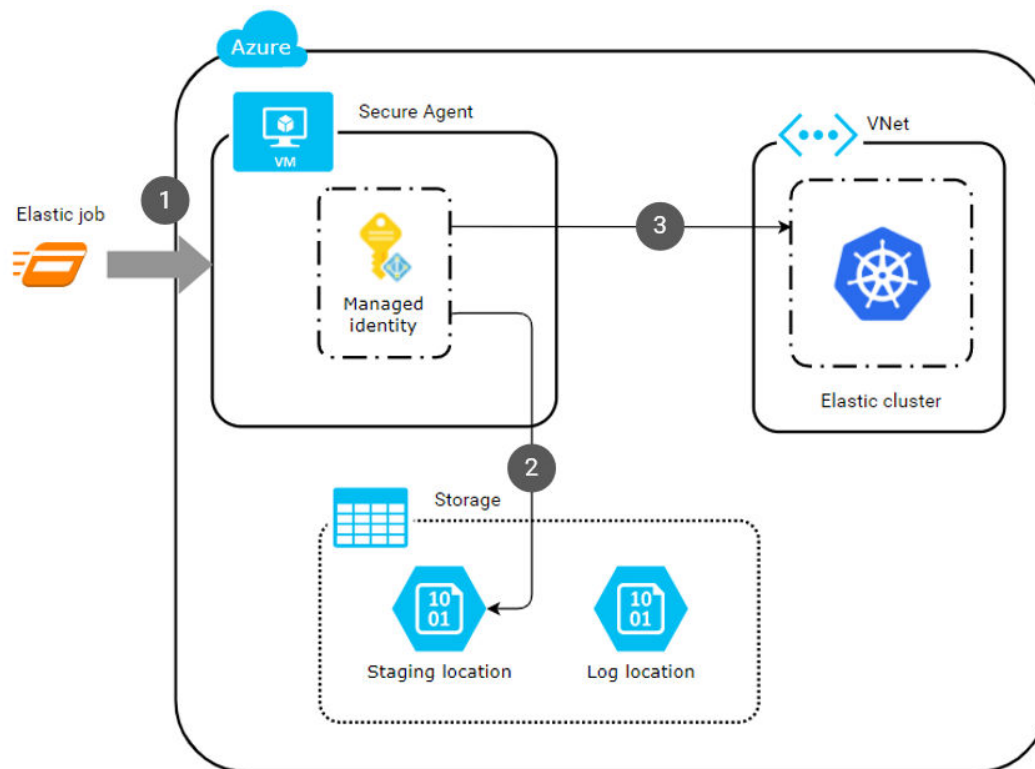 Azure
Secure Agent
VM
VNet
Elastic job
1
3
Managed
identity
Elastic cluster
2
Storage
10
01
10
01
Staging location
Log location